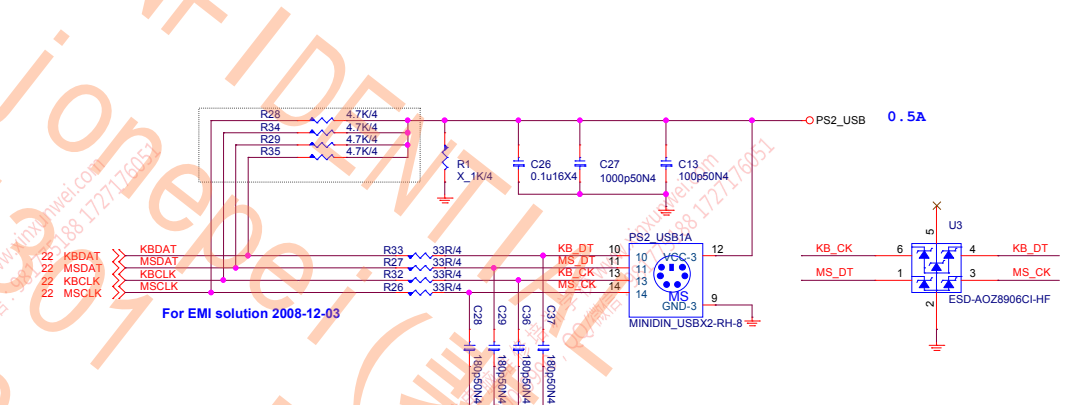 R28 4.7K/4
R34 4.7K/4
R29 4.7K/4
R35 4.7K/4
R1
X_1K/4
C26
0.1u16X4
C27
1000p50N4
C13
100p50N4
PS2_USB 0.5A
22 KBDAT KBDAT
22 MSDAT MSDAT
22 KBCLK KBCLK
22 MSCLK MSCLK
R33 33R/4 KB_DT 10
R27 33R/4 MS_DT 11
R32 33R/4 KB_CK 13
R26 33R/4 MS_CK 14
PS2_USB1A
10 VCC-3 12
11
13
14
MS
GND-3 9
MINIDIN_USBX2-RH-8
For EMI solution 2008-12-03
C28 180p50N4
C29 180p50N4
C36 180p50N4
C37 180p50N4
U3
5
KB_CK 6 4 KB_DT
MS_DT 1 3 MS_CK
2
ESD-AOZ8906CI-HF